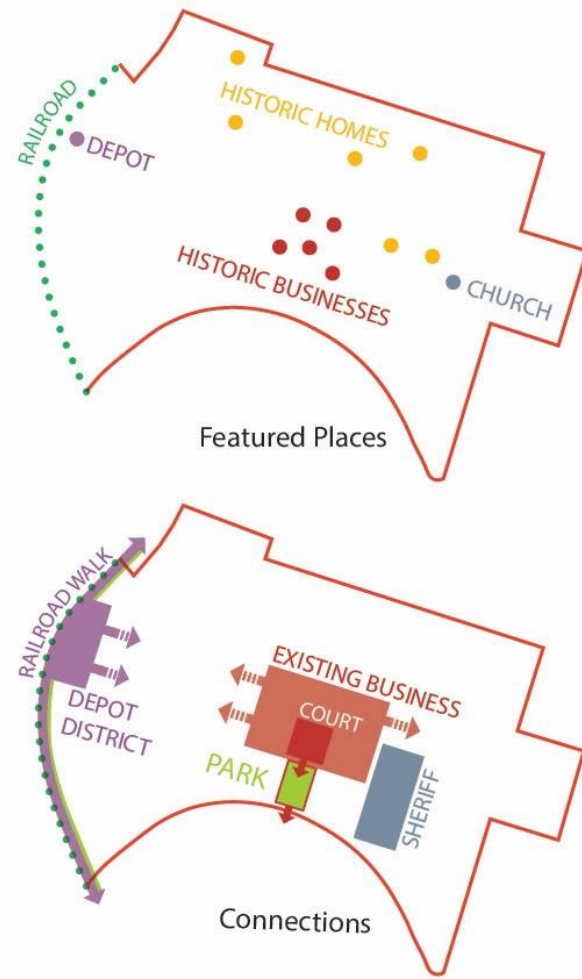 RAILROAD
DEPOT
HISTORIC HOMES
HISTORIC BUSINESSES
CHURCH
Featured Places
RAILROAD WALK
DEPOT
DISTRICT
EXISTING BUSINESS
COURT
PARK
SHERIFF
Connections